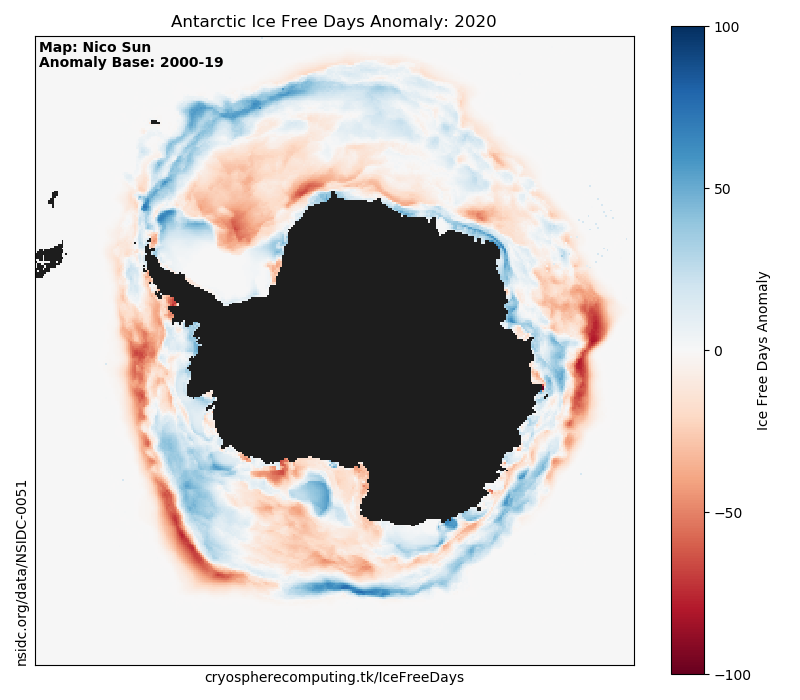 Antarctic Ice Free Days Anomaly: 2020
Map: Nico Sun
Anomaly Base: 2000-19
100
50
0
−50
−100
Ice Free Days Anomaly
nsidc.org/data/NSIDC-0051
cryospherecomputing.tk/IceFreeDays